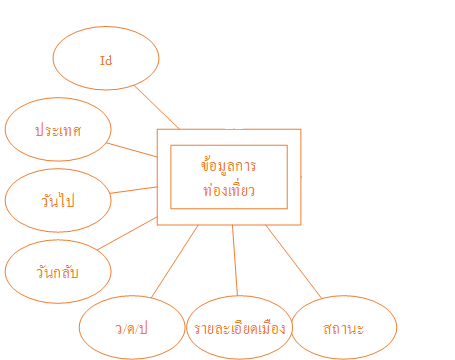 Id
ประเทศ
ข้อมูลการ
ท่องเที่ยว
วันไป
วันกลับ
ว/ด/ป
รายละเอียดเมือง
สถานะ